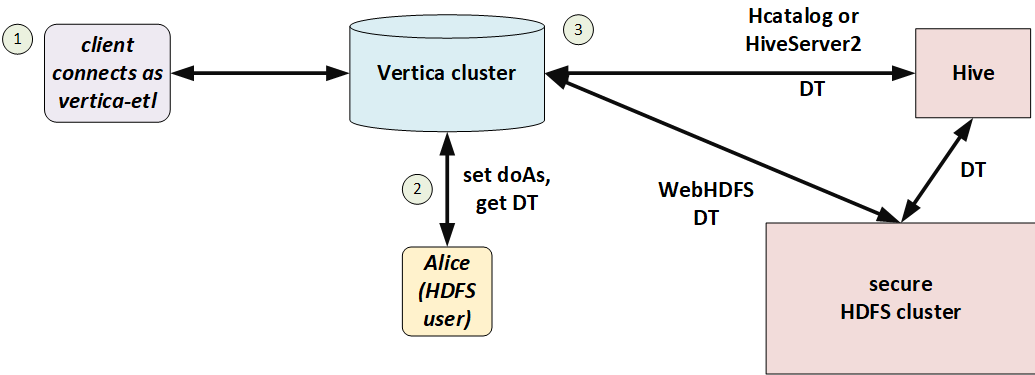 1
client
connects as
vertica-etl
Vertica cluster
3
Hcatalog or
HiveServer2
DT
Hive
2
set doAs,
get DT
WebHDFS
DT
DT
Alice
(HDFS
user)
secure
HDFS cluster